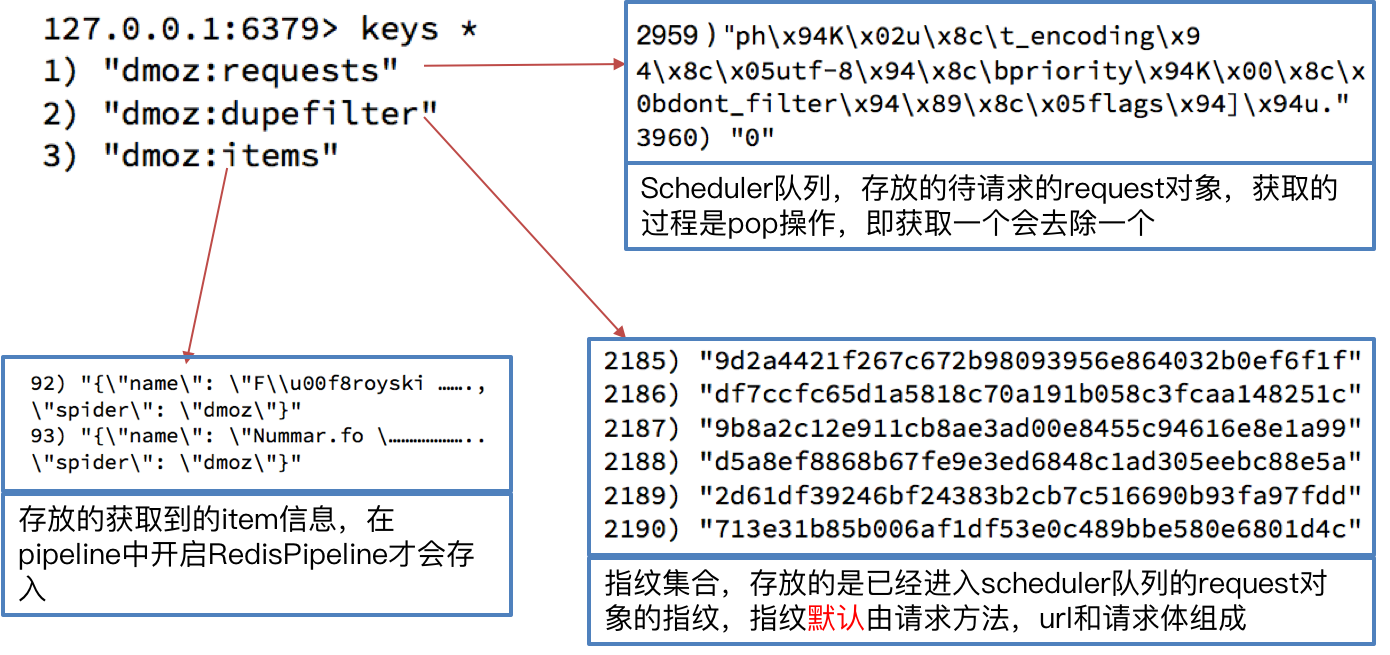 127.0.0.1:6379> keys *
1) "dmoz:requests"
2) "dmoz:dupefilter"
3) "dmoz:items"
2959 ) "ph\x94K\x02u\x8c\t_encoding\x9
4\x8c\x05utf-8\x94\x8c\bpriority\x94K\x00\x8c\x
0bdont_filter\x94\x89\x8c\x05flags\x94]\x94u."
3960) "0"
Scheduler队列，存放的待请求的request对象，获取的
过程是pop操作，即获取一个会去除一个
92) "{\"name\": \"F\\u00f8royski …….,
\"spider\": \"dmoz\"}"
93) "{\"name\": \"Nummar.fo \………………..
\"spider\": \"dmoz\"}"
存放的获取到的item信息，在
pipeline中开启RedisPipeline才会存
入
2185) "9d2a4421f267c672b98093956e864032b0ef6f1f"
2186) "df7ccfc65d1a5818c70a191b058c3fcaa148251c"
2187) "9b8a2c12e911cb8ae3ad00e8455c94616e8e1a99"
2188) "d5a8ef8868b67fe9e3ed6848c1ad305eebc88e5a"
2189) "2d61df39246bf24383b2cb7c516690b93fa97fdd"
2190) "713e31b85b006af1df53e0c489bbe580e6801d4c"
指纹集合，存放的是已经进入scheduler队列的request对
象的指纹，指纹默认由请求方法，url和请求体组成